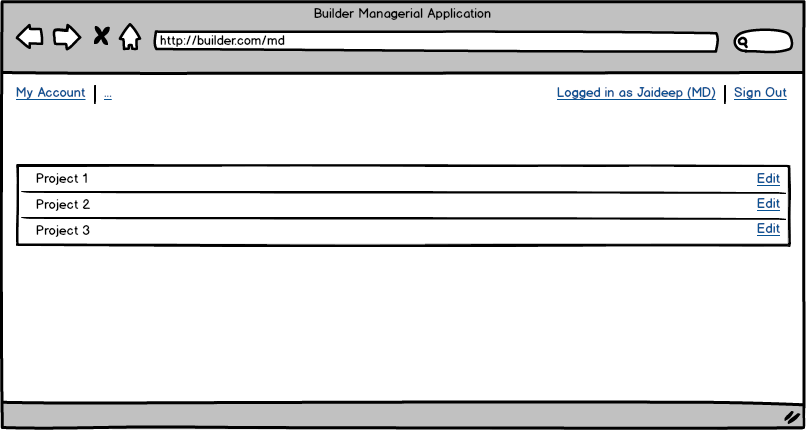 Builder Managerial Application
http://builder.com/md
My Account | ... Logged in as Jaideep (MD) | Sign Out
Project 1 Edit
Project 2 Edit
Project 3 Edit